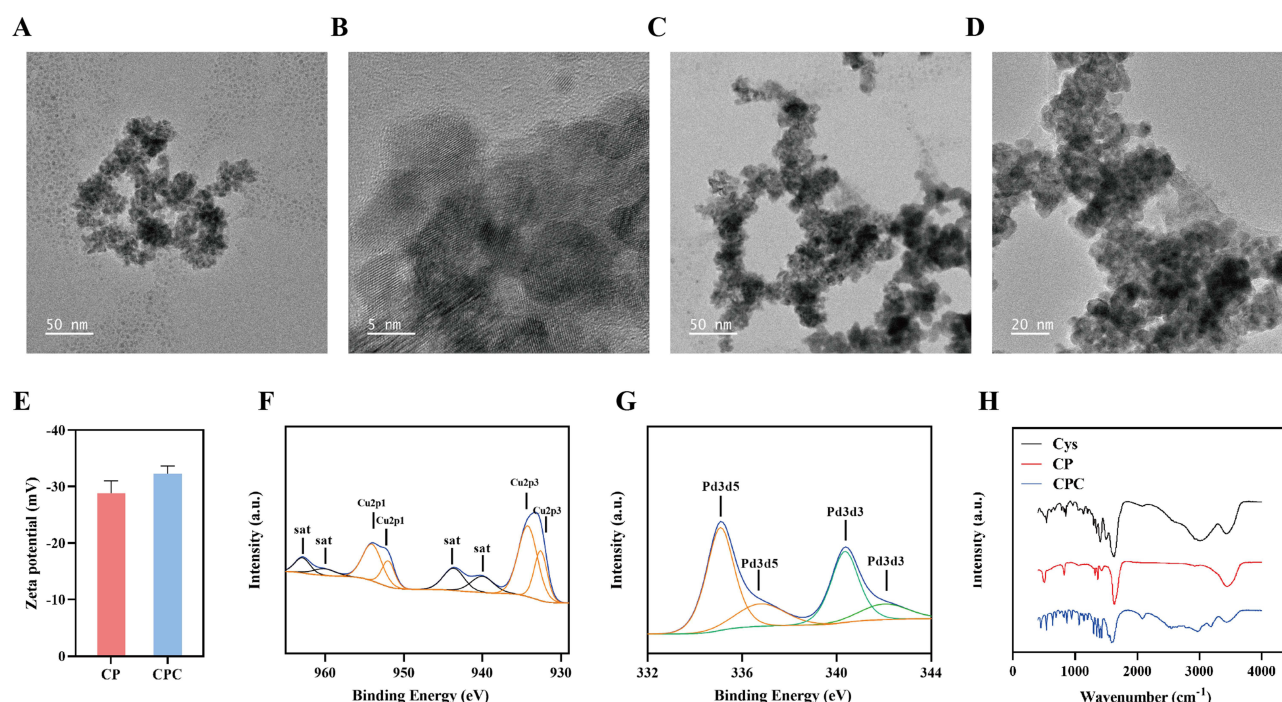 A
B
C
D
50 nm
5 nm
50 nm
20 nm
E
F
G
H
Zeta potential (mV)
-40
-30
-20
-10
0
CP
CPC
Intensity (a.u.)
sat
sat
Cu2p1
Cu2p1
sat
sat
Cu2p3
Cu2p3
960
950
940
930
Binding Energy (eV)
Intensity (a.u.)
Pd3d5
Pd3d5
Pd3d3
Pd3d3
332
336
340
344
Binding Energy (eV)
Intensity (a.u.)
Cys
CP
CPC
0
1000
2000
3000
4000
Wavenumber (cm⁻¹)